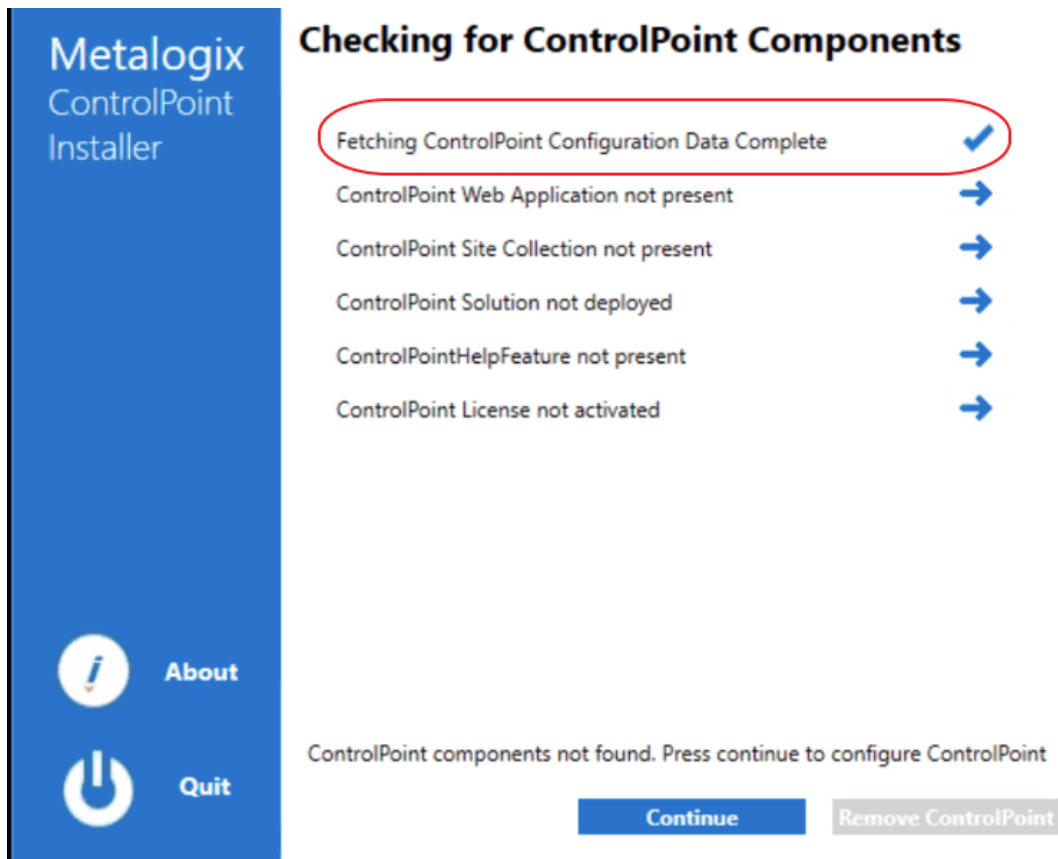 Metalogix
ControlPoint
Installer
Checking for ControlPoint Components
Fetching ControlPoint Configuration Data Complete
ControlPoint Web Application not present
ControlPoint Site Collection not present
ControlPoint Solution not deployed
ControlPointHelpFeature not present
ControlPoint License not activated
About
Quit
ControlPoint components not found. Press continue to configure ControlPoint
Continue
Remove ControlPoint